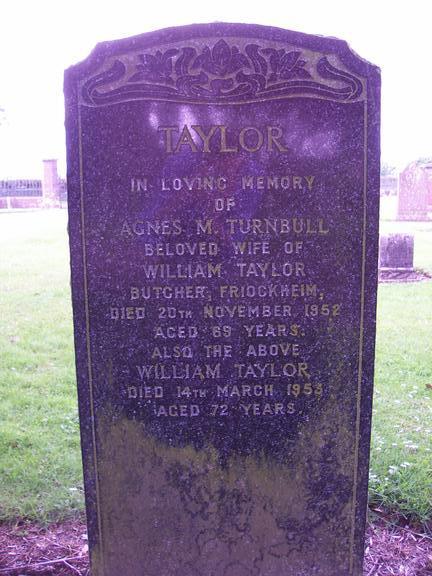 TAYLOR
IN LOVING MEMORY
OF
AGNES M. TURNBULL
BELOVED WIFE OF
WILLIAM TAYLOR
BUTCHER, FRIOCKHEIM,
DIED 20TH NOVEMBER 1952
AGED 69 YEARS.
ALSO THE ABOVE
WILLIAM TAYLOR
DIED 14TH MARCH 1953
AGED 72 YEARS